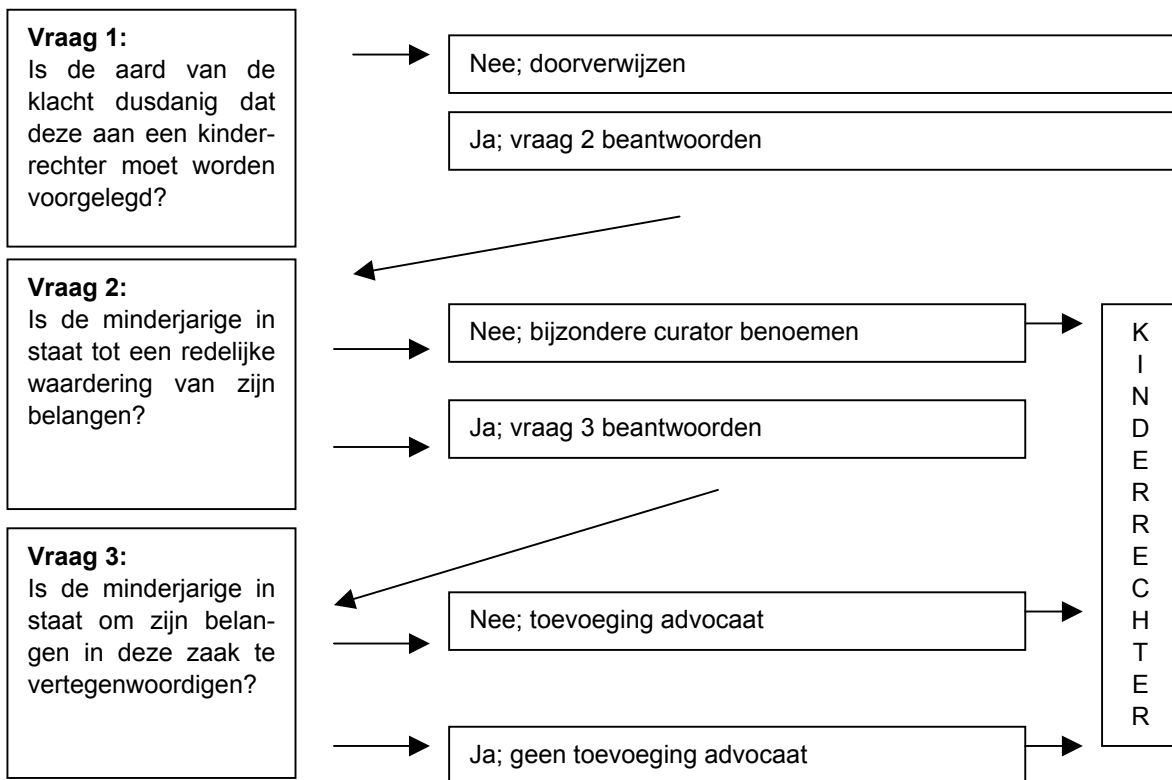 Vraag 1:
Is de aard van de
klacht dusdanig dat
deze aan een kinder-
rechter moet worden
voorgelegd?
Nee; doorverwijzen
Ja; vraag 2 beantwoorden
Vraag 2:
Is de minderjarige in
staat tot een redelijke
waardering van zijn
belangen?
Nee; bijzondere curator benoemen
Ja; vraag 3 beantwoorden
Vraag 3:
Is de minderjarige in
staat om zijn belan-
gen in deze zaak te
vertegenwoordigen?
Nee; toevoeging advocaat
Ja; geen toevoeging advocaat
K
I
N
D
E
R
R
E
C
H
T
E
R